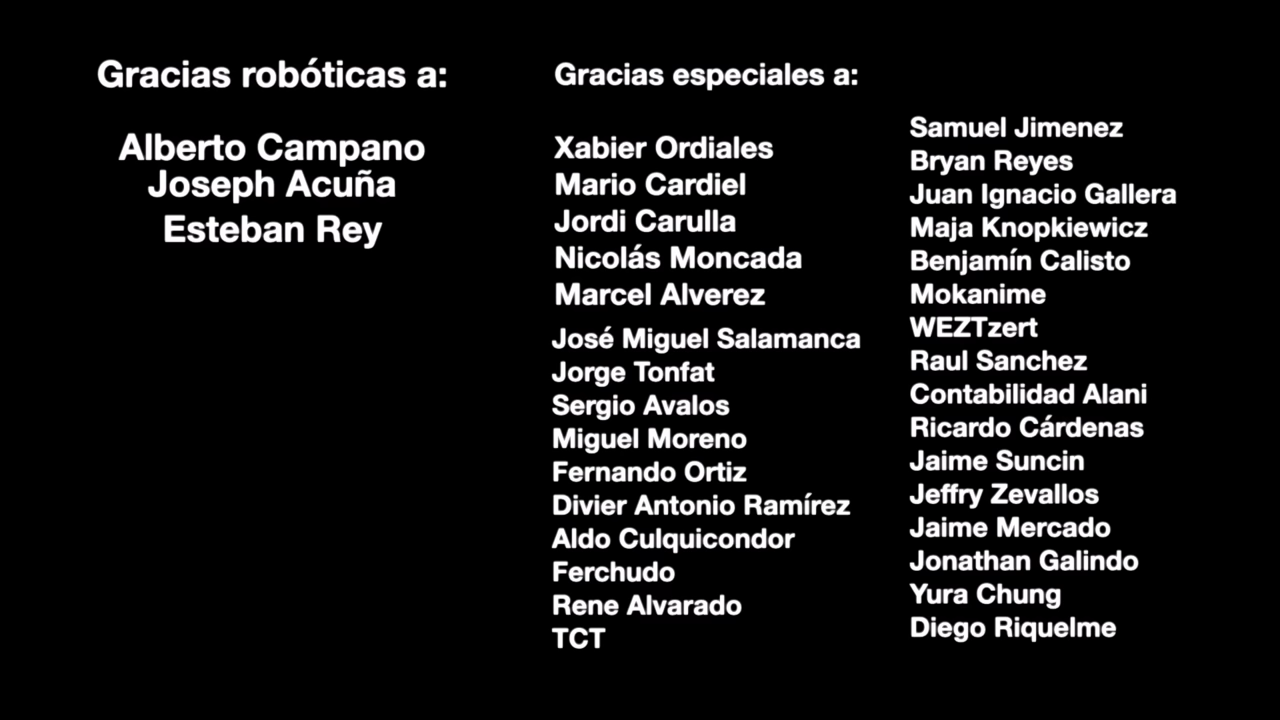 Gracias robóticas a:
Alberto Campano
Joseph Acuña
Esteban Rey
Gracias especiales a:
Xabier Ordiales
Mario Cardiel
Jordi Carulla
Nicolás Moncada
Marcel Alverez
José Miguel Salamanca
Jorge Tonfat
Sergio Avalos
Miguel Moreno
Fernando Ortiz
Divier Antonio Ramírez
Aldo Culquicondor
Ferchudo
Rene Alvarado
TCT
Samuel Jimenez
Bryan Reyes
Juan Ignacio Gallera
Maja Knopkiewicz
Benjamín Calisto
Mokanime
WEZTzert
Raul Sanchez
Contabilidad Alani
Ricardo Cárdenas
Jaime Suncin
Jeffry Zevallos
Jaime Mercado
Jonathan Galindo
Yura Chung
Diego Riquelme